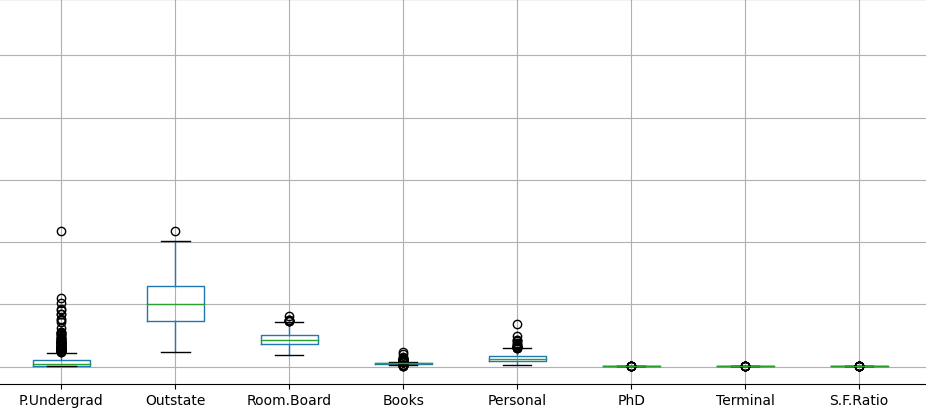 P.Undergrad Outstate Room.Board Books Personal PhD Terminal S.F.Ratio